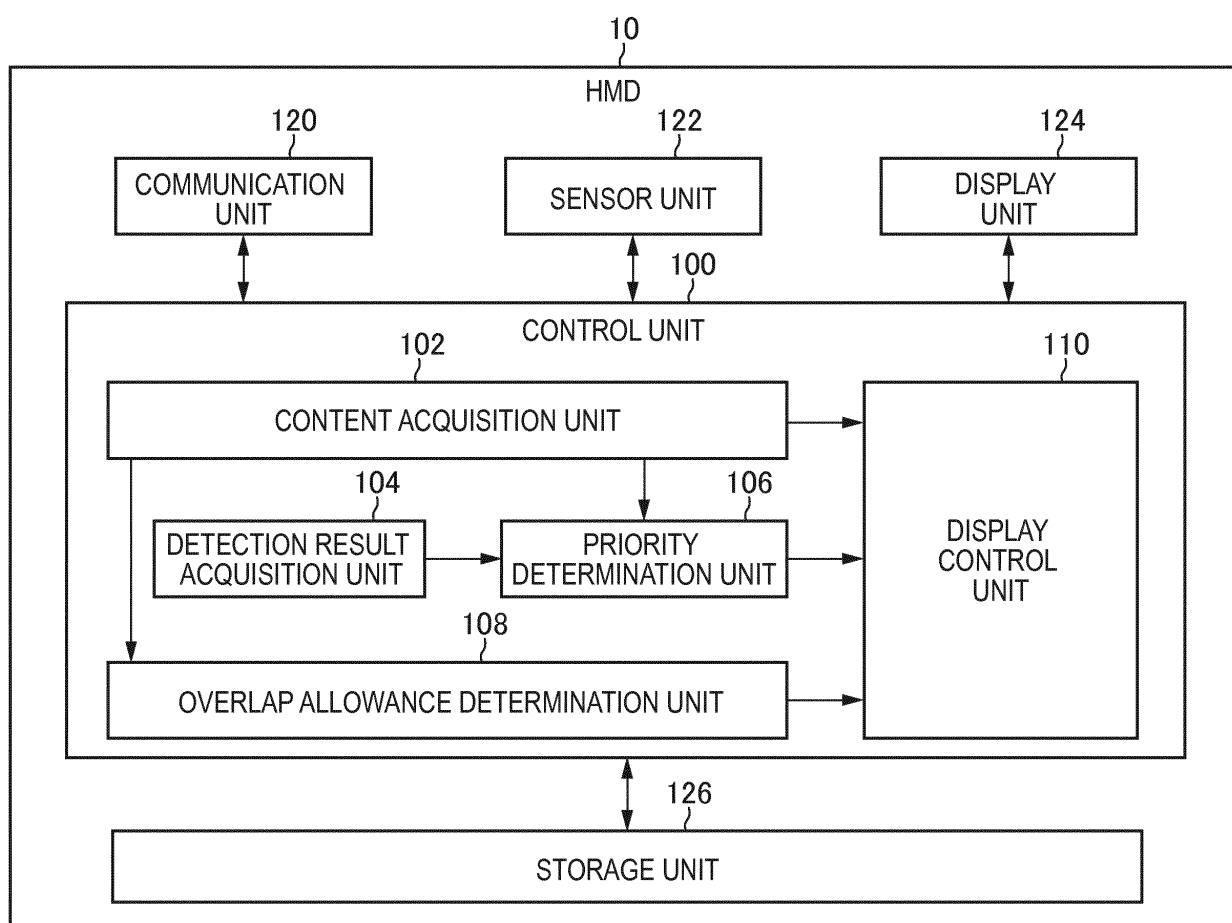 10
HMD
120
122
124
COMMUNICATION
UNIT
SENSOR UNIT
DISPLAY
UNIT
100
CONTROL UNIT
102
110
CONTENT ACQUISITION UNIT
104
106
DETECTION RESULT
ACQUISITION UNIT
PRIORITY
DETERMINATION UNIT
DISPLAY
CONTROL
UNIT
108
OVERLAP ALLOWANCE DETERMINATION UNIT
126
STORAGE UNIT